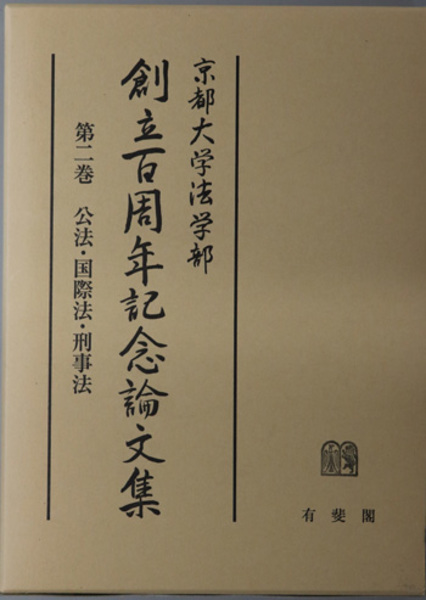 京都大学法学部
創立百周年記念論文集
第二巻 公法・国際法・刑事法
有斐閣